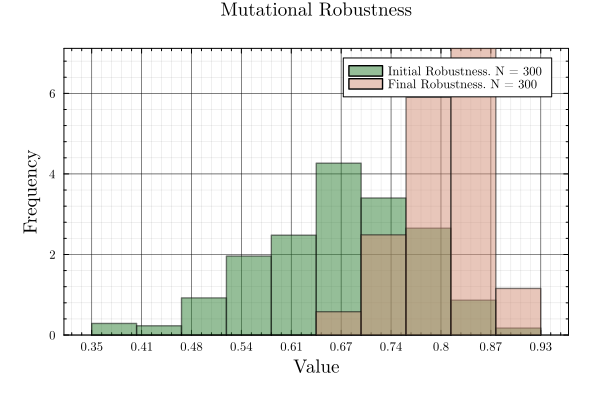 Mutational Robustness
Initial Robustness. N = 300
Final Robustness. N = 300
Frequency
6
4
2
0
0.35 0.41 0.48 0.54 0.61 0.67 0.74 0.8 0.87 0.93
Value